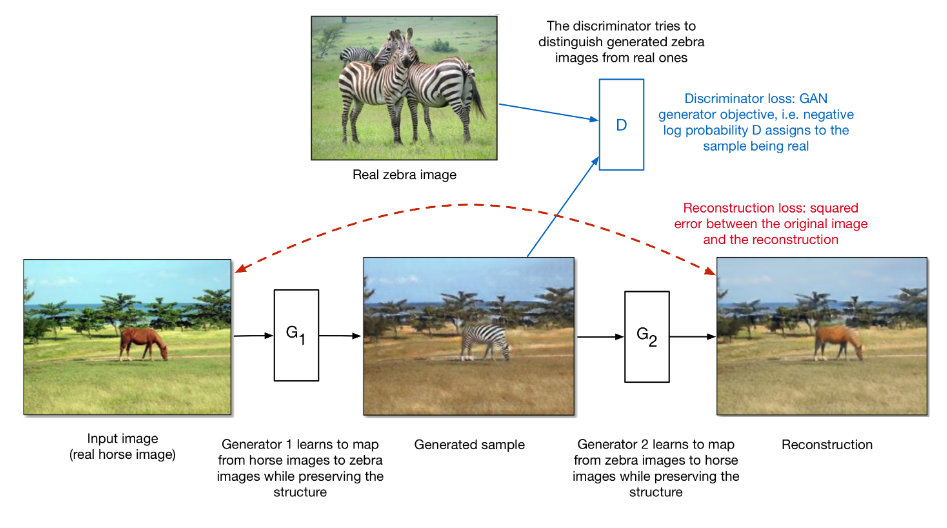 The discriminator tries to
distinguish generated zebra
images from real ones
D
Discriminator loss: GAN
generator objective, i.e. negative
log probability D assigns to the
sample being real
Real zebra image
Reconstruction loss: squared
error between the original image
and the reconstruction
G1
G2
Input image
(real horse image)
Generator 1 learns to map
from horse images to zebra
images while preserving the
structure
Generated sample
Generator 2 learns to map
from zebra images to horse
images while preserving the
structure
Reconstruction